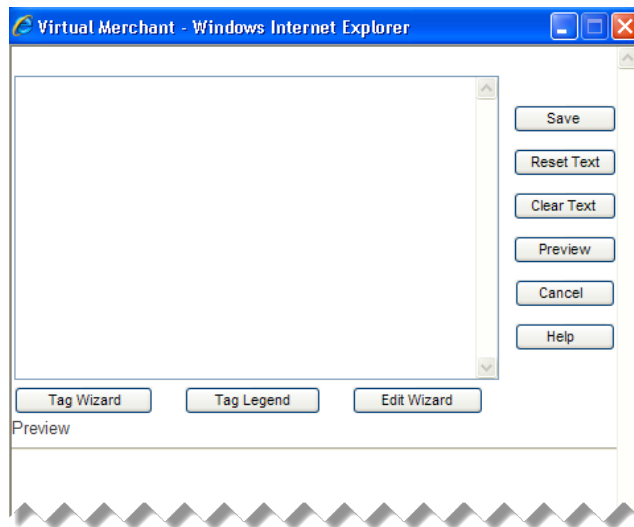 Virtual Merchant - Windows Internet Explorer
Save
Reset Text
Clear Text
Preview
Cancel
Help
Tag Wizard Tag Legend Edit Wizard
Preview